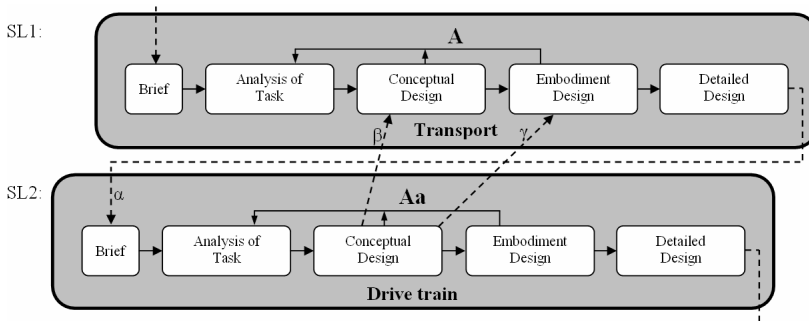 SL1:
A
Brief
Analysis of
Task
Conceptual
Design
Embodiment
Design
Detailed
Design
β
Transport
γ
SL2:
α
Aa
Brief
Analysis of
Task
Conceptual
Design
Embodiment
Design
Detailed
Design
Drive train